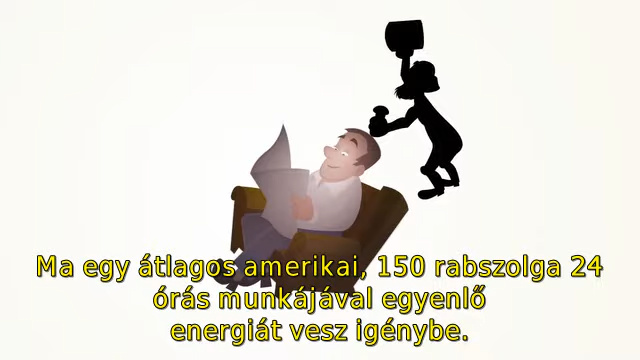 Ma egy átlagos amerikai, 150 rabszolga 24
órás munkájával egyenlő
energiát vesz igénybe.